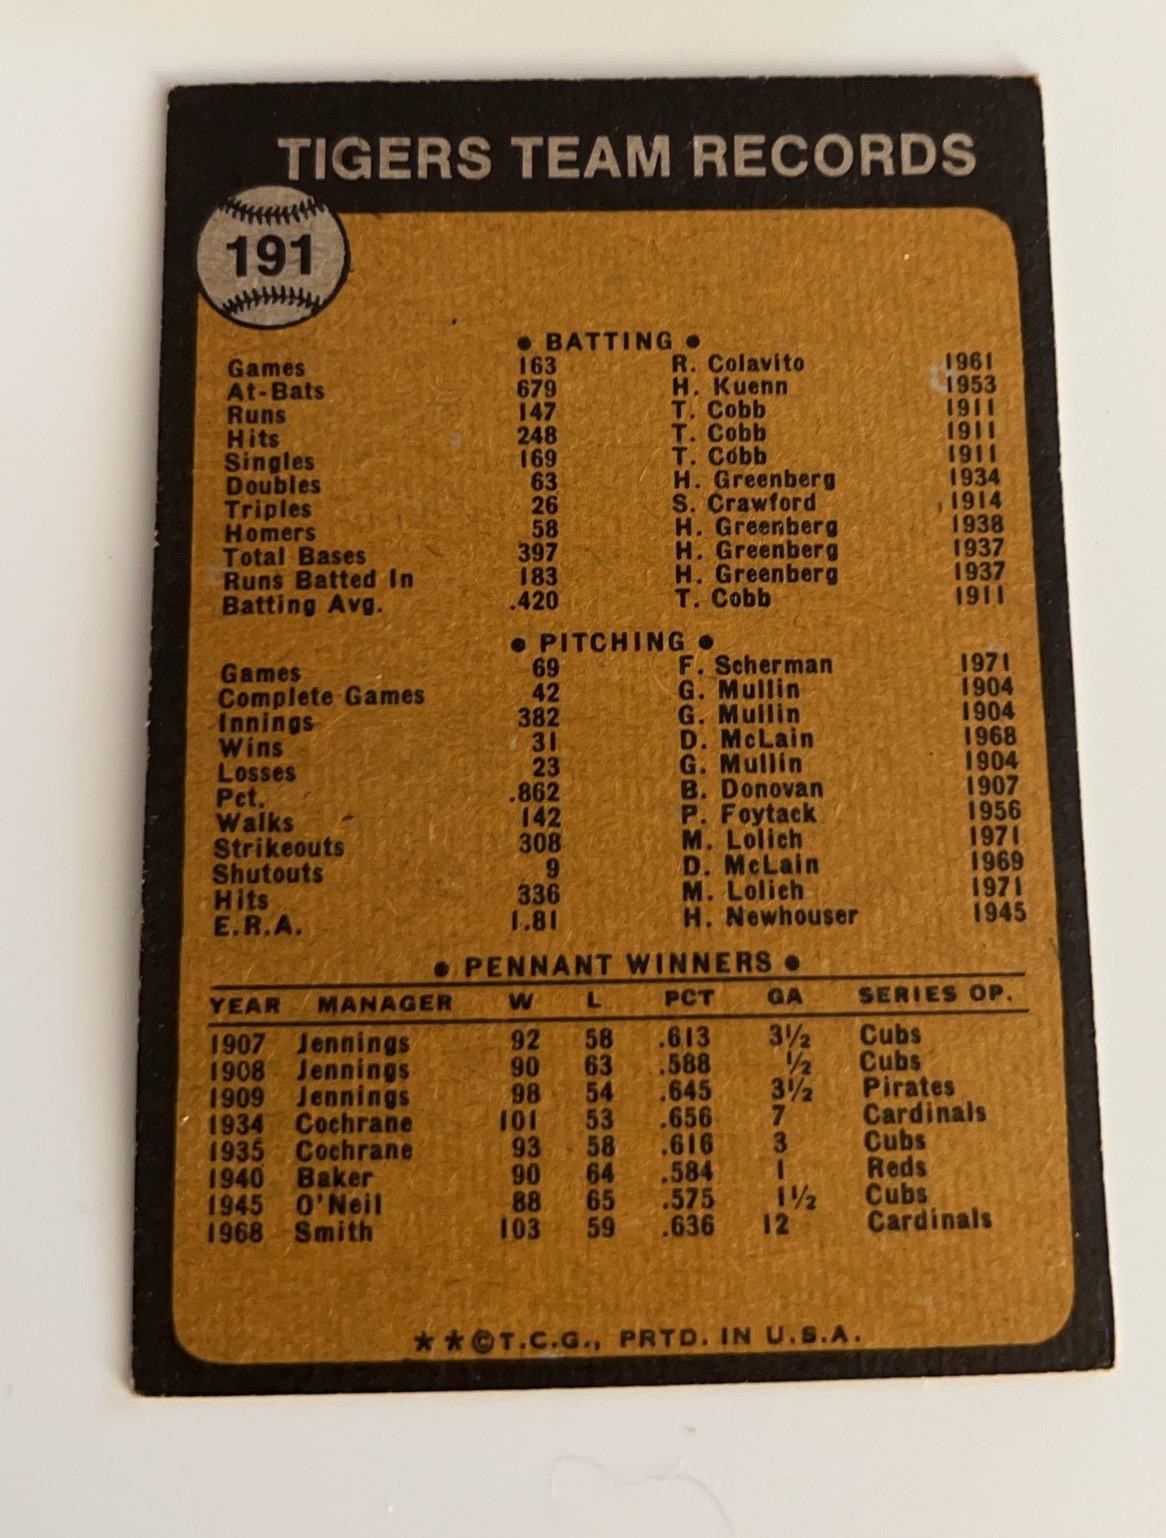 TIGERS TEAM RECORDS
191
● BATTING ●
Games 163 R. Colavito 1961
At-Bats 679 H. Kuenn 1953
Runs 147 T. Cobb 1911
Hits 248 T. Cobb 1911
Singles 169 T. Cobb 1911
Doubles 63 H. Greenberg 1934
Triples 26 S. Crawford 1914
Homers 58 H. Greenberg 1938
Total Bases 397 H. Greenberg 1937
Runs Batted In 183 H. Greenberg 1937
Batting Avg. .420 T. Cobb 1911
● PITCHING ●
Games 69 F. Scherman 1971
Complete Games 42 G. Mullin 1904
Innings 382 G. Mullin 1904
Wins 31 D. McLain 1968
Losses 23 G. Mullin 1904
Pct. .862 B. Donovan 1907
Walks 142 P. Foytack 1956
Strikeouts 308 M. Lolich 1971
Shutouts 9 D. McLain 1969
Hits 336 M. Lolich 1971
E.R.A. 1.81 H. Newhouser 1945
● PENNANT WINNERS ●
YEAR MANAGER W L PCT GA SERIES OP.
1907 Jennings 92 58 .613 3½ Cubs
1908 Jennings 90 63 .588 ½ Cubs
1909 Jennings 98 54 .645 3½ Pirates
1934 Cochrane 101 53 .656 7 Cardinals
1935 Cochrane 93 58 .616 3 Cubs
1940 Baker 90 64 .584 1 Reds
1945 O'Neil 88 65 .575 1½ Cubs
1968 Smith 103 59 .636 12 Cardinals
★ ★ © T.C.G., PRTD. IN U.S.A.